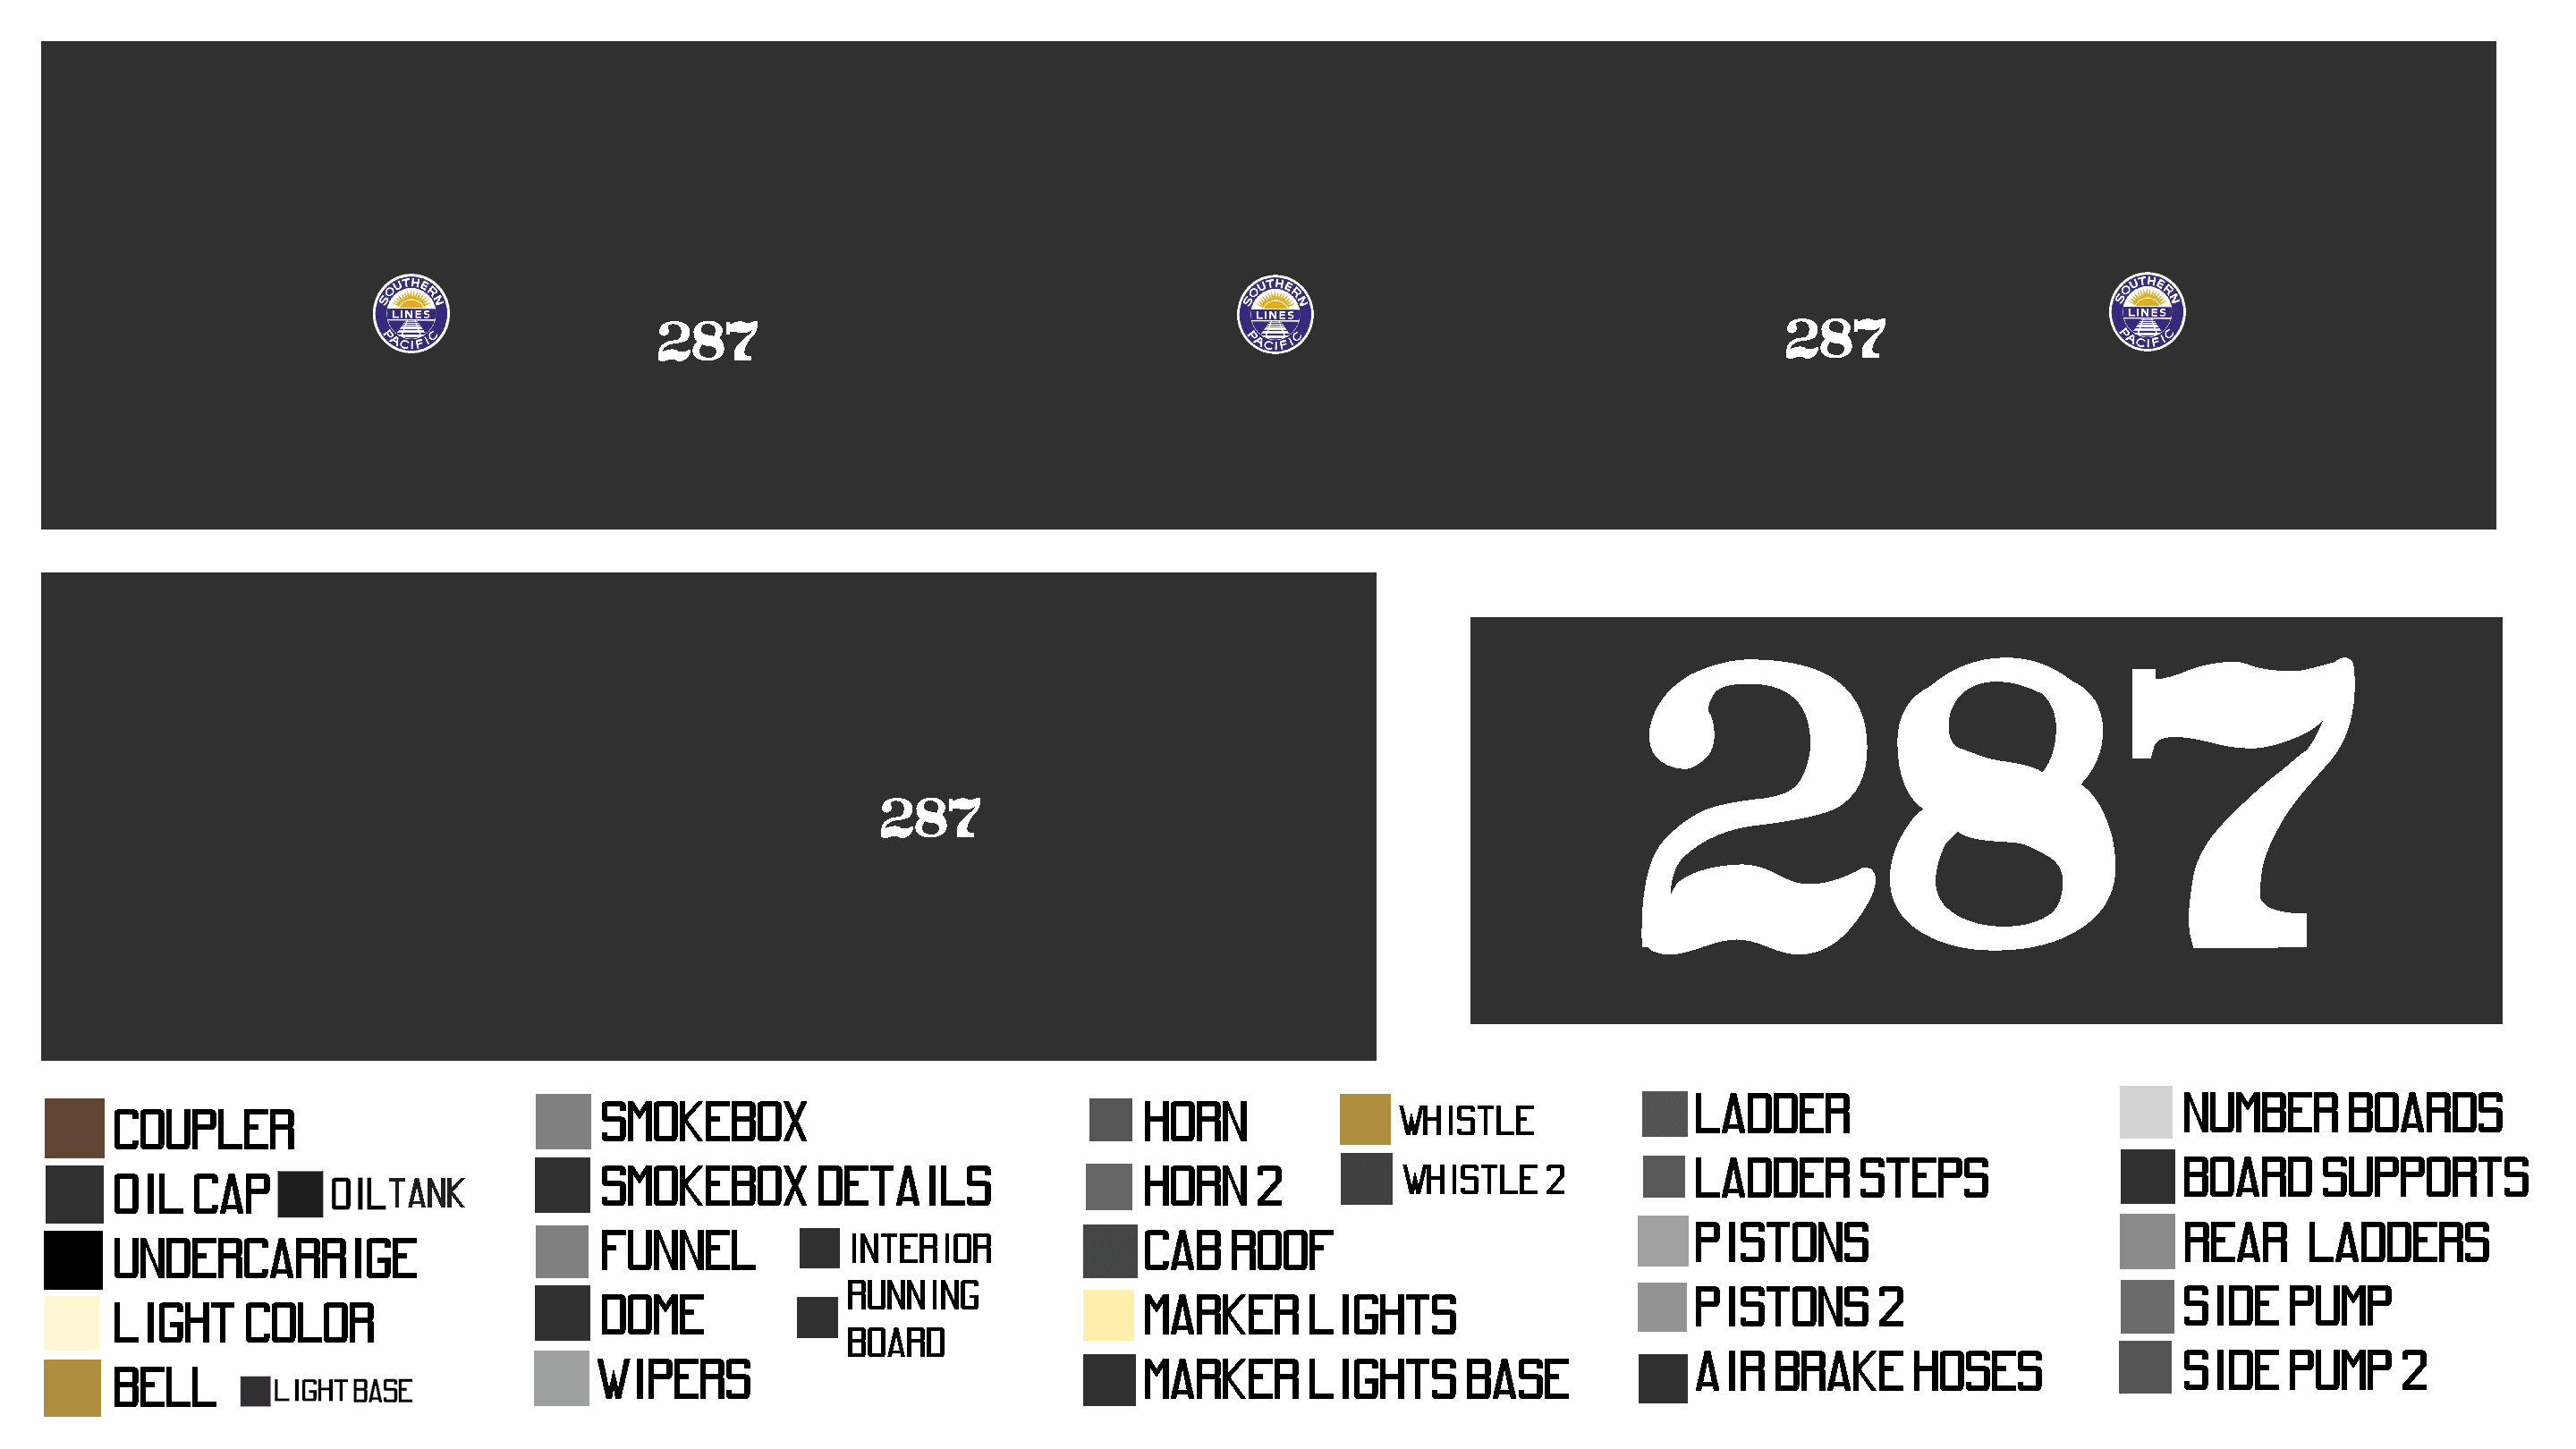 SOUTHERN
LINES
PACIFIC
287
SOUTHERN
LINES
PACIFIC
287
SOUTHERN
LINES
PACIFIC
287
287
COUPLER
OIL CAP
OIL TANK
UNDERCARRIGE
LIGHT COLOR
BELL
LIGHT BASE
SMOKEBOX
SMOKEBOX DETAILS
FUNNEL
INTERIOR
DOME
RUNNING
BOARD
WIPERS
HORN
WHISTLE
HORN 2
WHISTLE 2
CAB ROOF
MARKER LIGHTS
MARKER LIGHTS BASE
LADDER
LADDER STEPS
PISTONS
PISTONS 2
AIR BRAKE HOSES
NUMBER BOARDS
BOARD SUPPORTS
REAR LADDERS
SIDE PUMP
SIDE PUMP 2